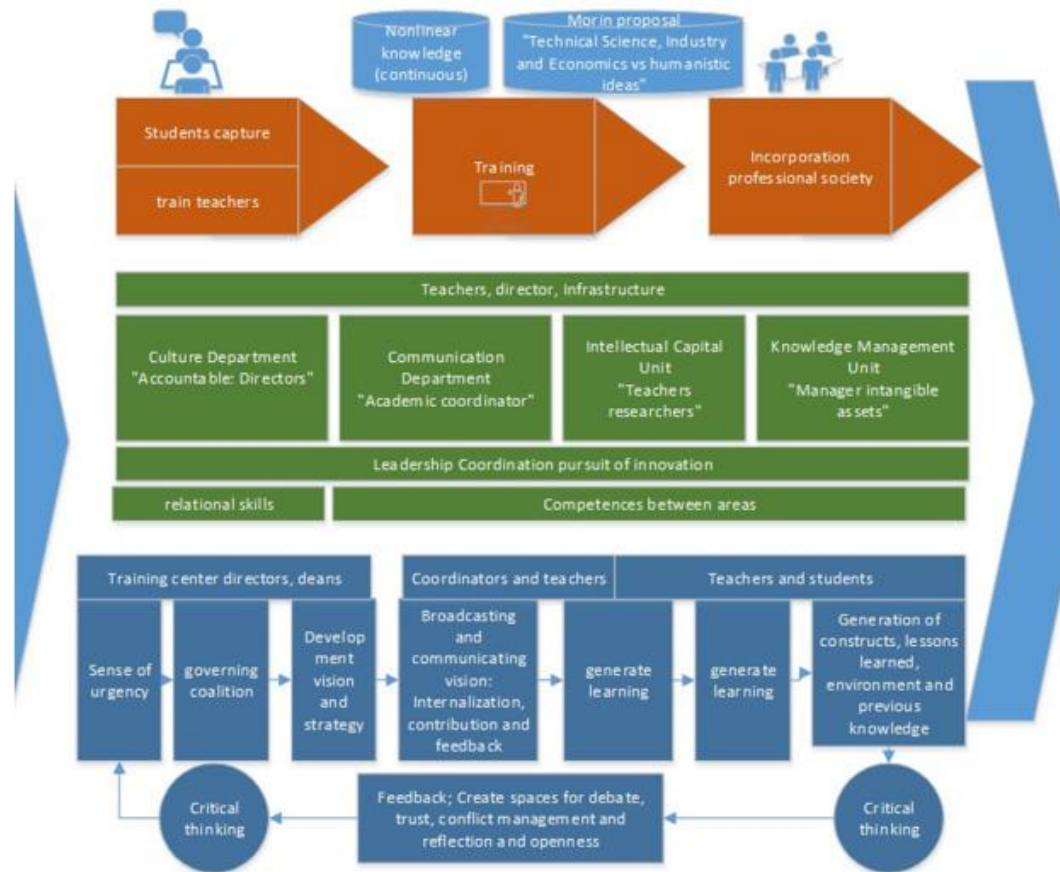 Nonlinear
knowledge
(continuous)
Morin proposal
"Technical Science, Industry
and Economics vs humanistic
ideas"
Students capture
train teachers
Training
Incorporation
professional society
Teachers, director, infrastructure
Culture Department
"Accountable: Directors"
Communication
Department
"Academic coordinator"
Intellectual Capital
Unit
"Teachers
researchers"
Knowledge Management
Unit
"Manager intangible
assets"
Leadership Coordination pursuit of innovation
relational skills
Competences between areas
Training center directors, deans
Coordinators and teachers
Teachers and students
Sense of
urgency
governing
coalition
Develop
ment
vision
and
strategy
Broadcasting
and
communicating
vision:
Internalization,
contribution and
feedback
generate
learning
generate
learning
Generation of
constructs, lessons
learned,
environment and
previous
knowledge
Critical
thinking
Feedback; Create spaces for debate,
trust, conflict management and
reflection and openness
Critical
thinking